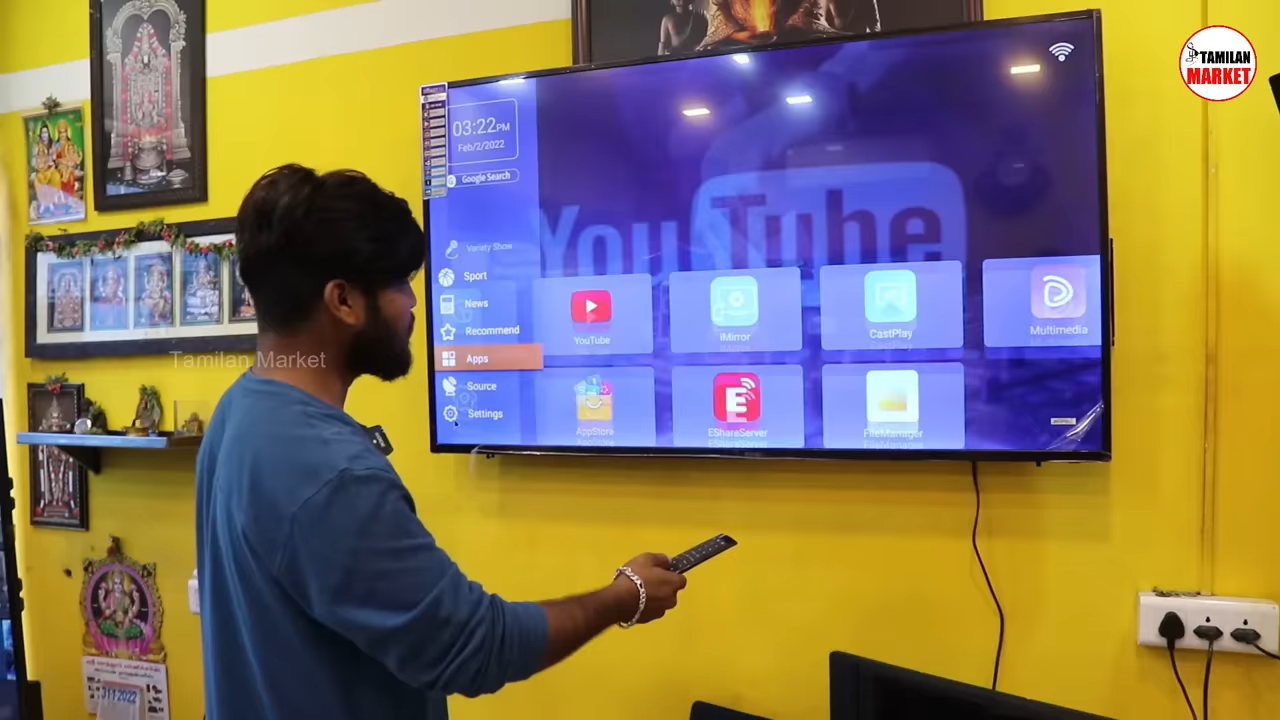 TAMILAN
MARKET
03:22PM
Feb/2/2022
Google Search
YouTube
Variety Show
Sport
News
Recommend
Apps
Source
Settings
YouTube
iMirror
CastPlay
Multimedia
AppStore
EShareServer
FileManager
Tamilan Market
2022